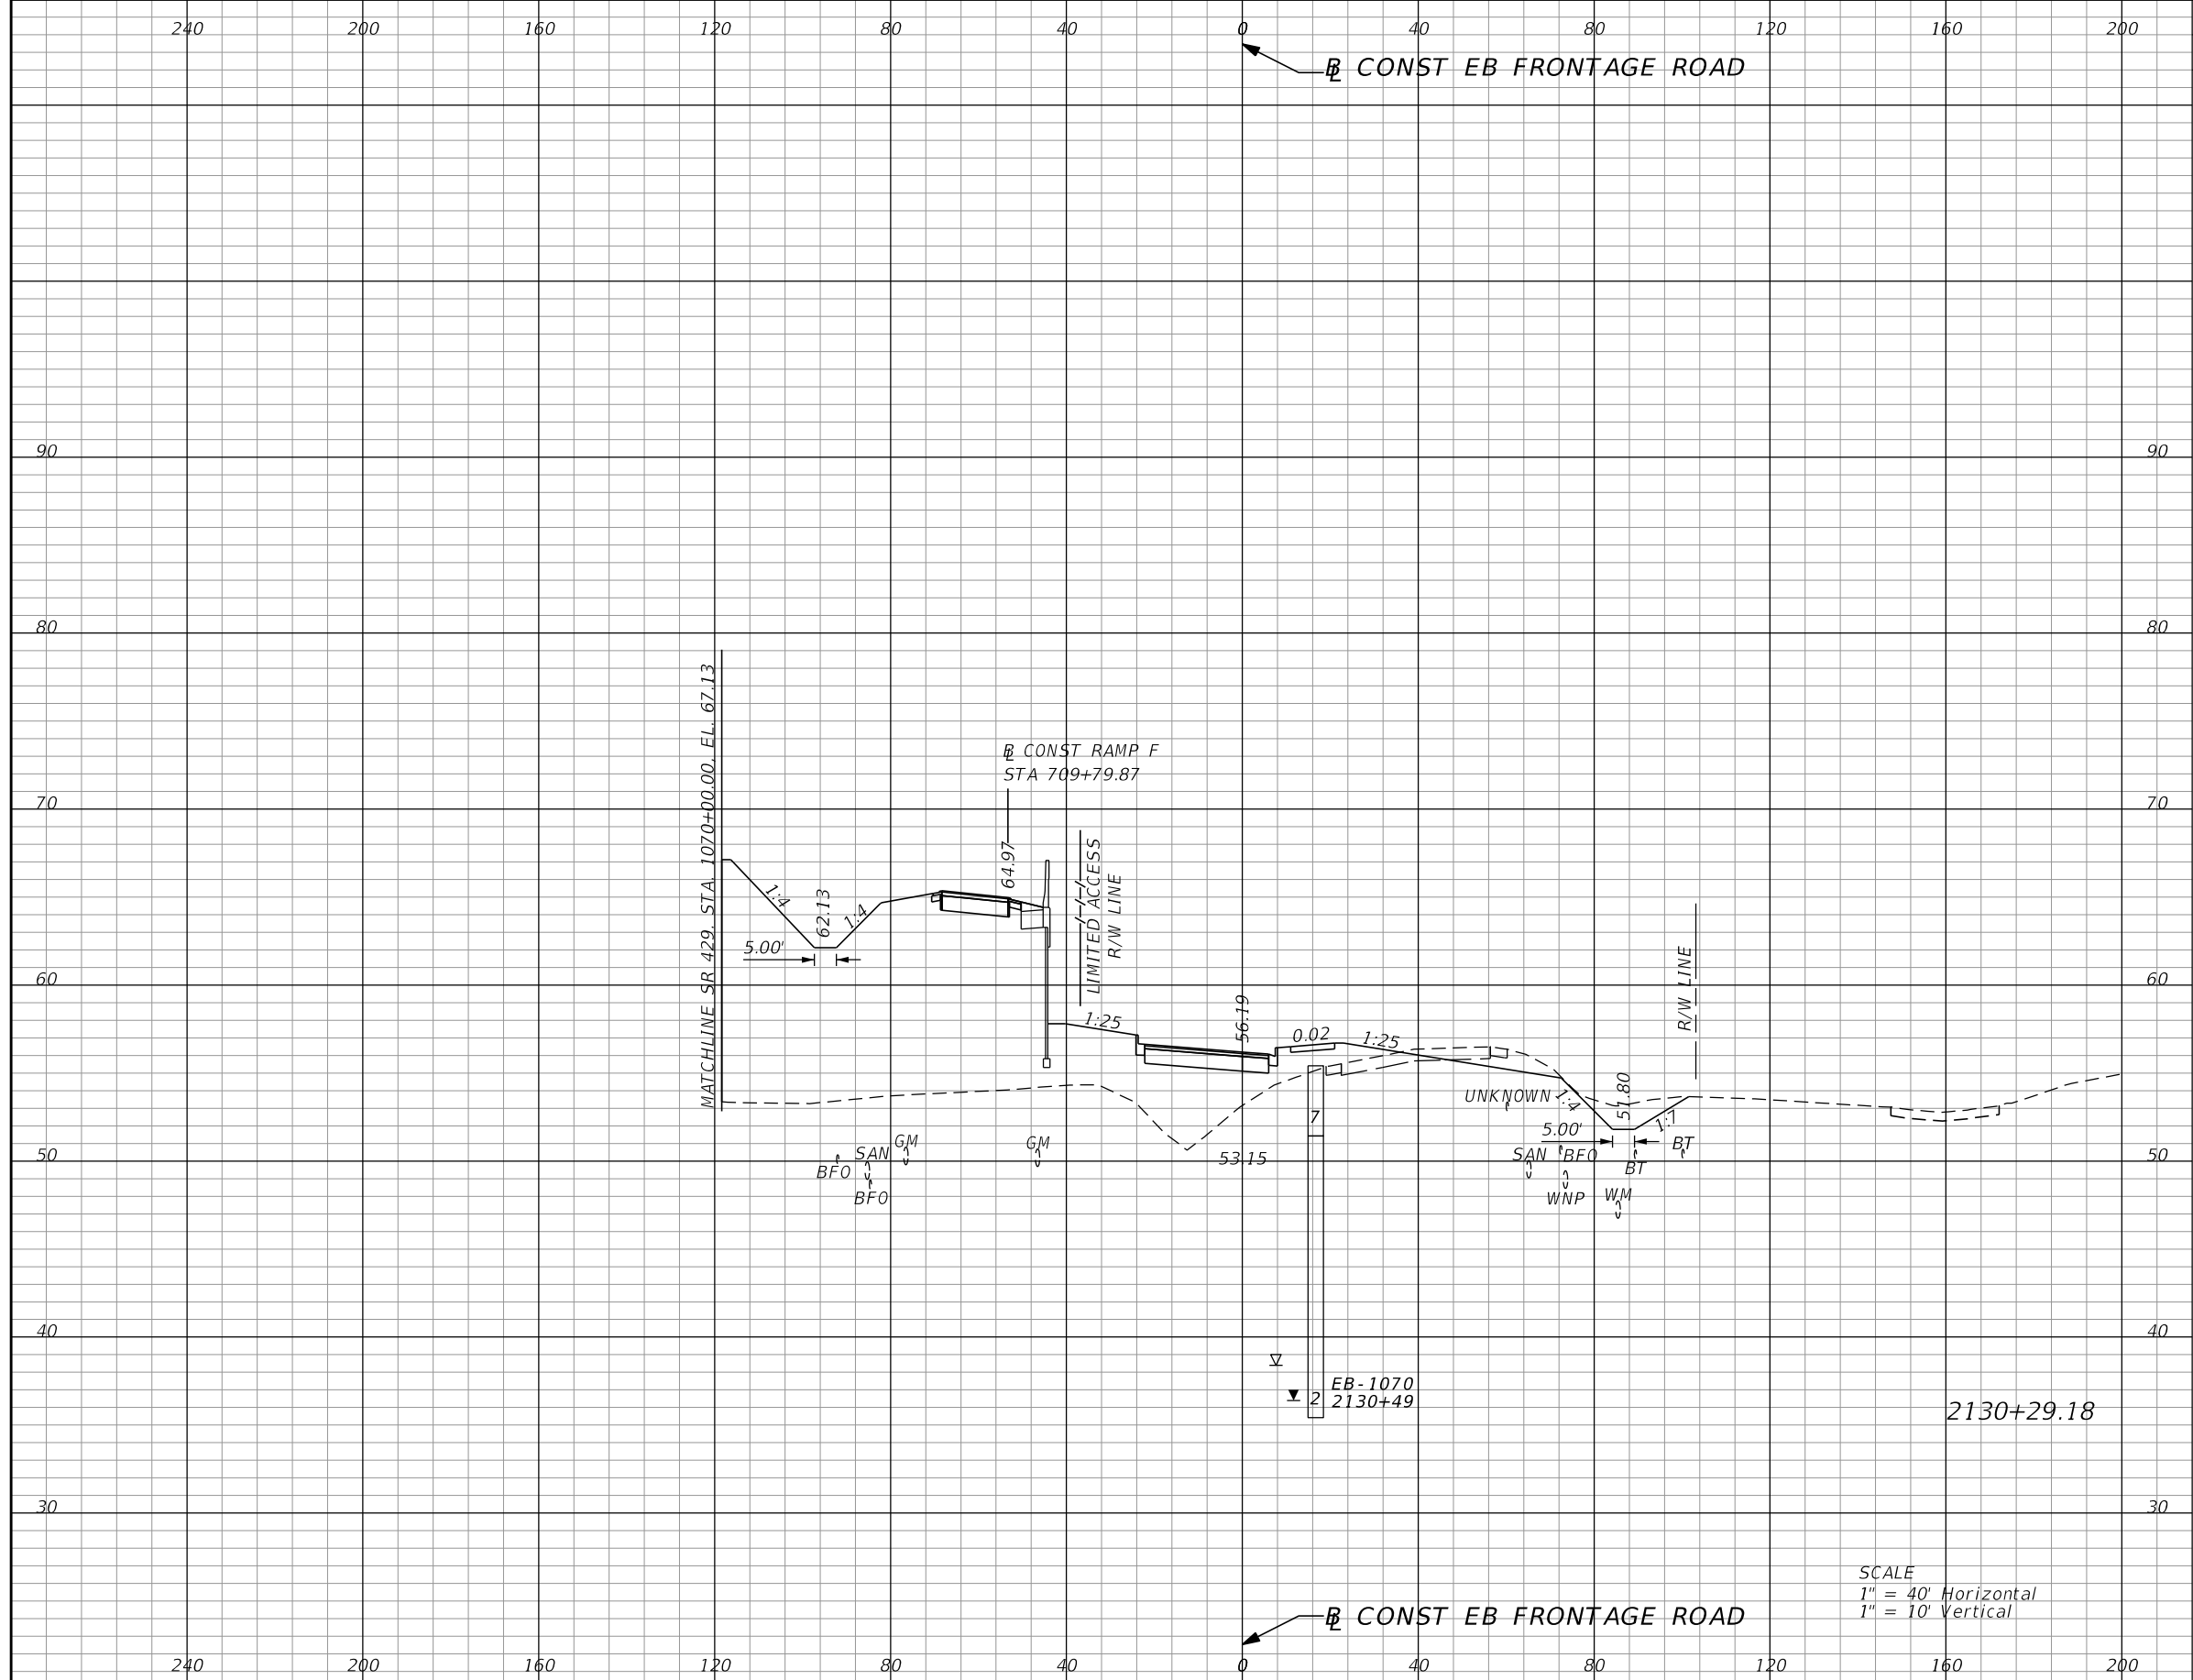 240 200 160 120 80 40 0 40 80 120 160 200
BL CONST EB FRONTAGE ROAD
90 90
80 80
70 70
60 60
50 50
40 40
30 30
MATCHLINE SR 429, STA. 1070+00.00, EL. 67.13
1:4
62.13
1:4
5.00'
BL CONST RAMP F
STA 709+79.87
64.97
LIMITED ACCESS
R/W LINE
1:25
56.19
0.02
1:25
R/W LINE
UNKNOWN
1:4
51.80
1:7
5.00'
53.15
BFO
SAN
BFO
GM
GM
SAN
BFO
WNP
WM
BT
BT
7
2
EB-1070
2130+49
2130+29.18
SCALE
1" = 40' Horizontal
1" = 10' Vertical
BL CONST EB FRONTAGE ROAD
240 200 160 120 80 40 0 40 80 120 160 200